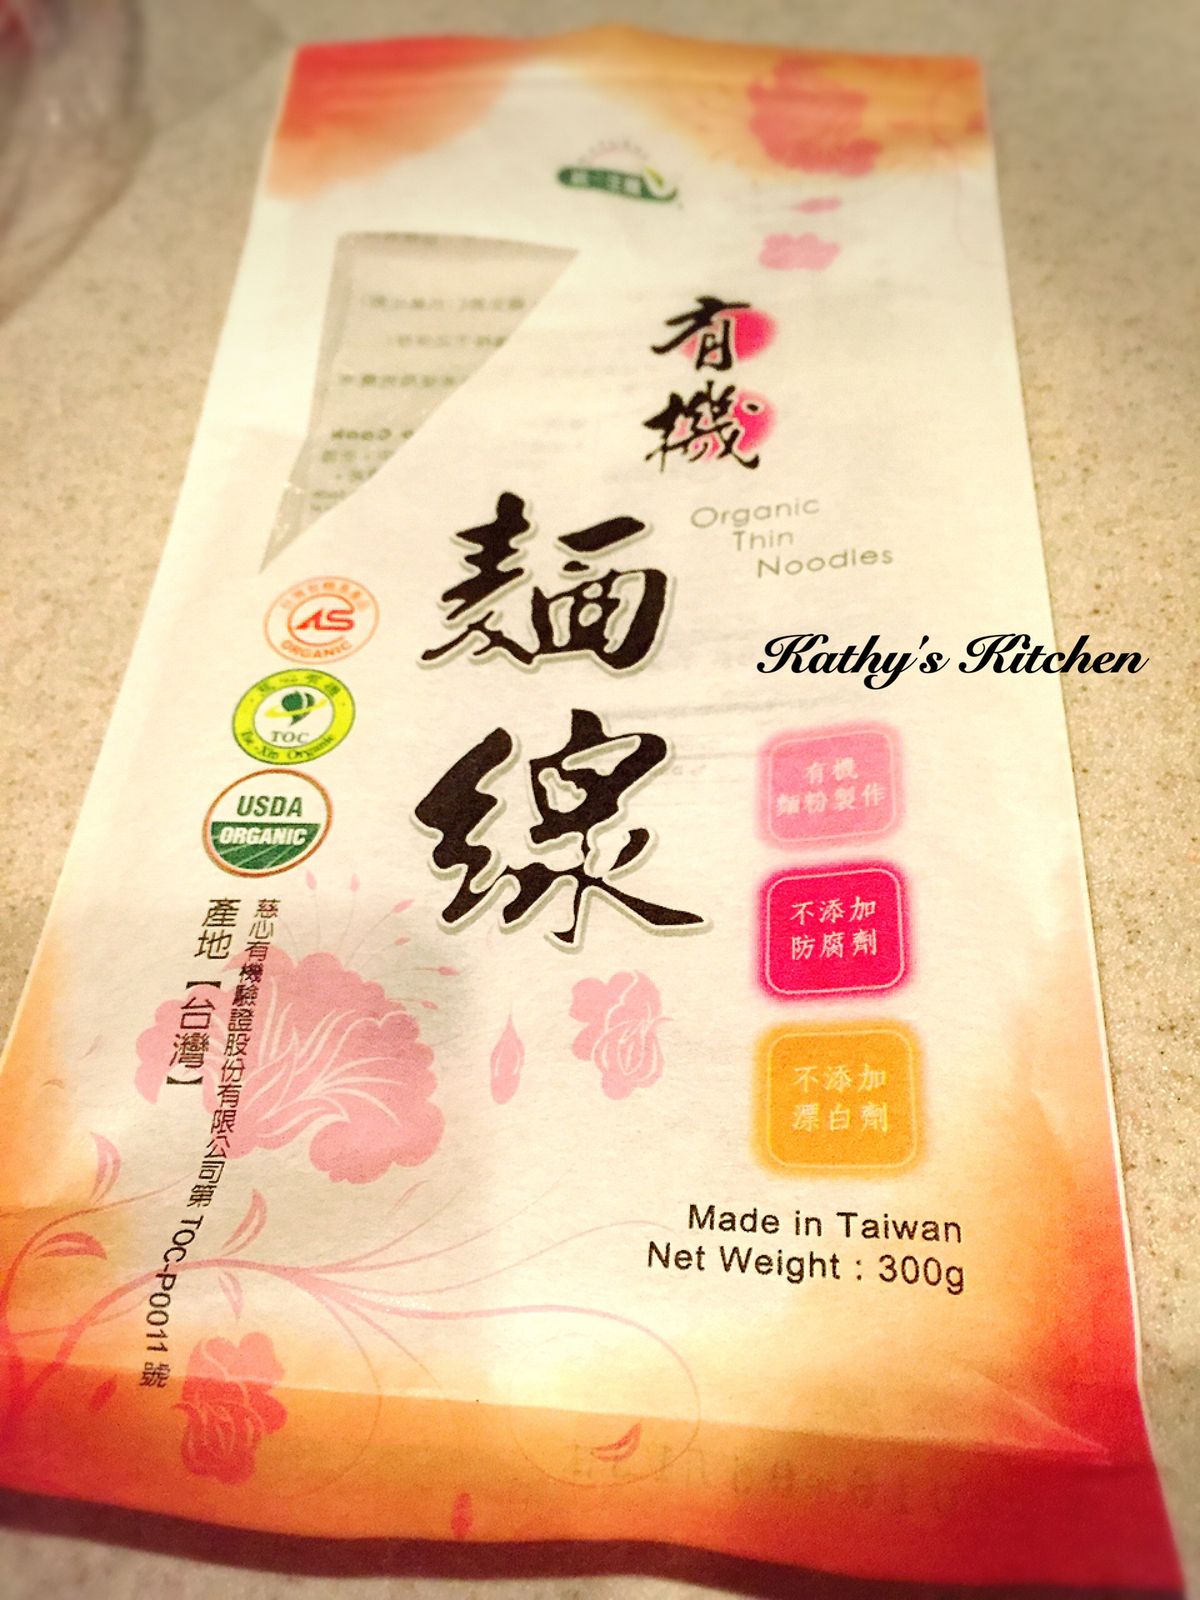 有機
Organic
Thin
Noodles
麵線
Kathy's Kitchen
ORGANIC
TOC
Tse-Xin Organic
USDA
ORGANIC
有機
麵粉製作
不添加
防腐劑
不添加
漂白劑
慈心有機驗證股份有限公司第 TOC-P0011 號
產地【台灣】
Made in Taiwan
Net Weight : 300g